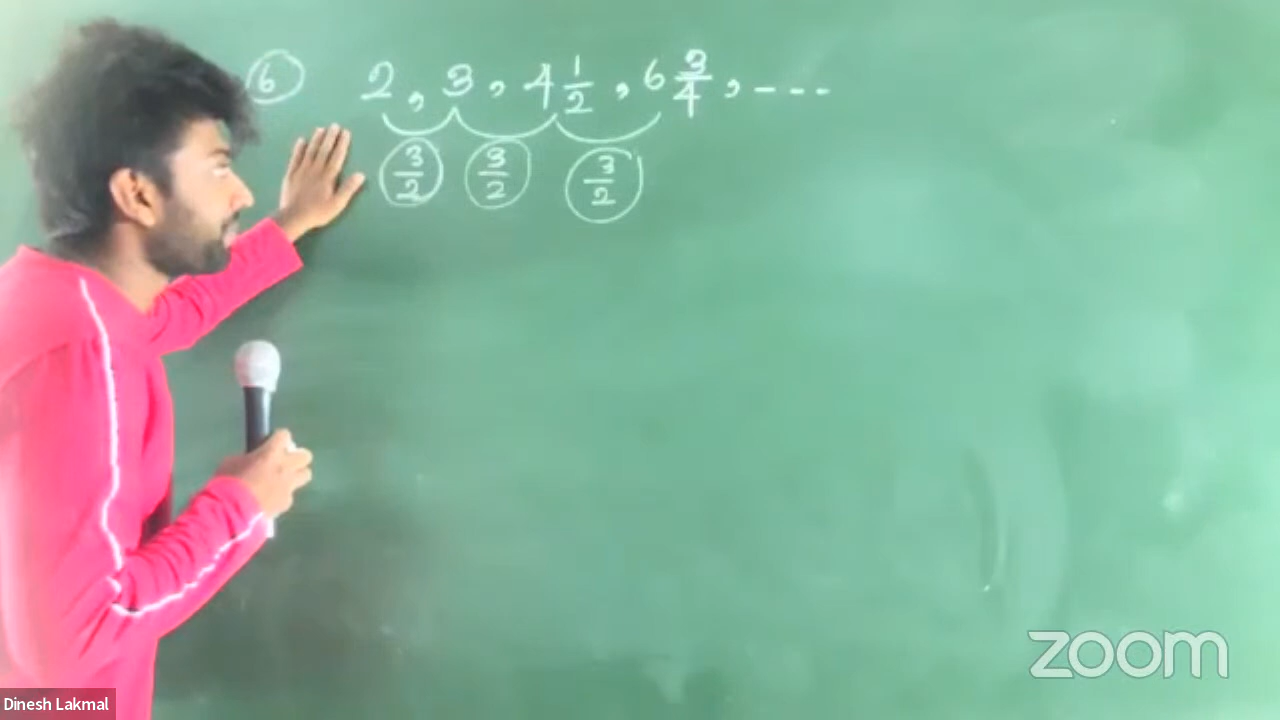 6 2 , 3 , 4 1/2 , 6 3/4 , ----
3/2 3/2 3/2
zoom
Dinesh Lakmal